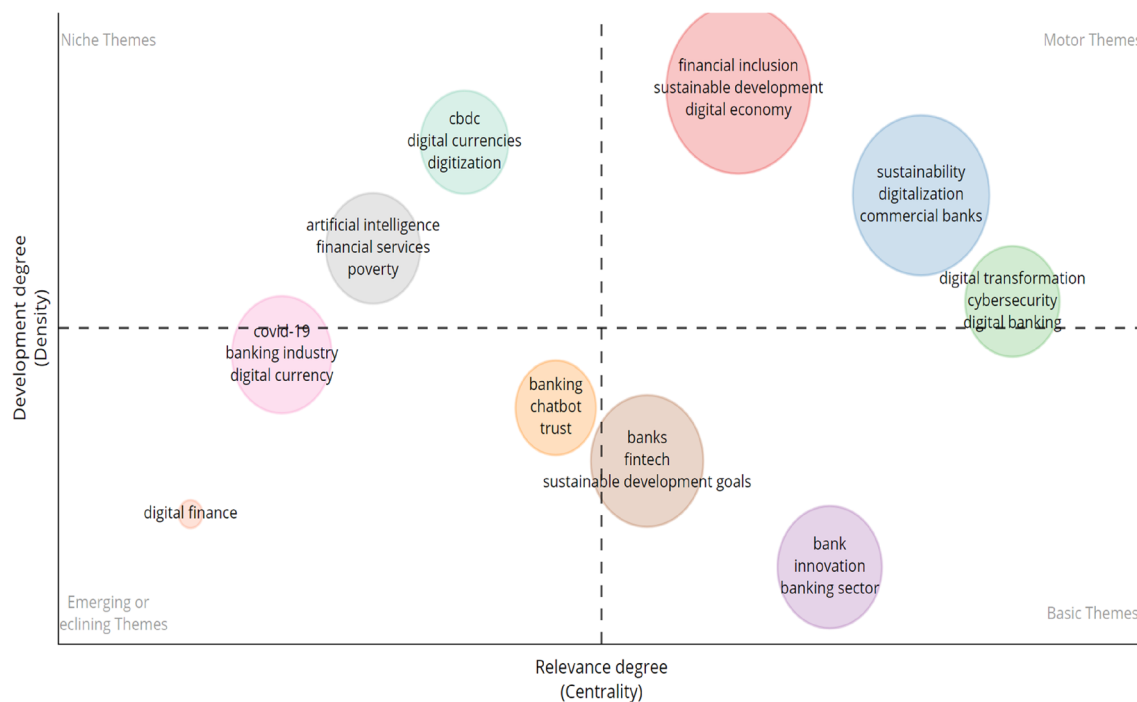 Niche Themes
Motor Themes
financial inclusion
sustainable development
digital economy
cbdc
digital currencies
digitization
sustainability
digitalization
commercial banks
artificial intelligence
financial services
poverty
digital transformation
cybersecurity
digital banking
covid-19
banking industry
digital currency
banking
chatbot
trust
banks
fintech
sustainable development goals
digital finance
bank
innovation
banking sector
Emerging or
eclining Themes
Basic Themes
Development degree
(Density)
Relevance degree
(Centrality)